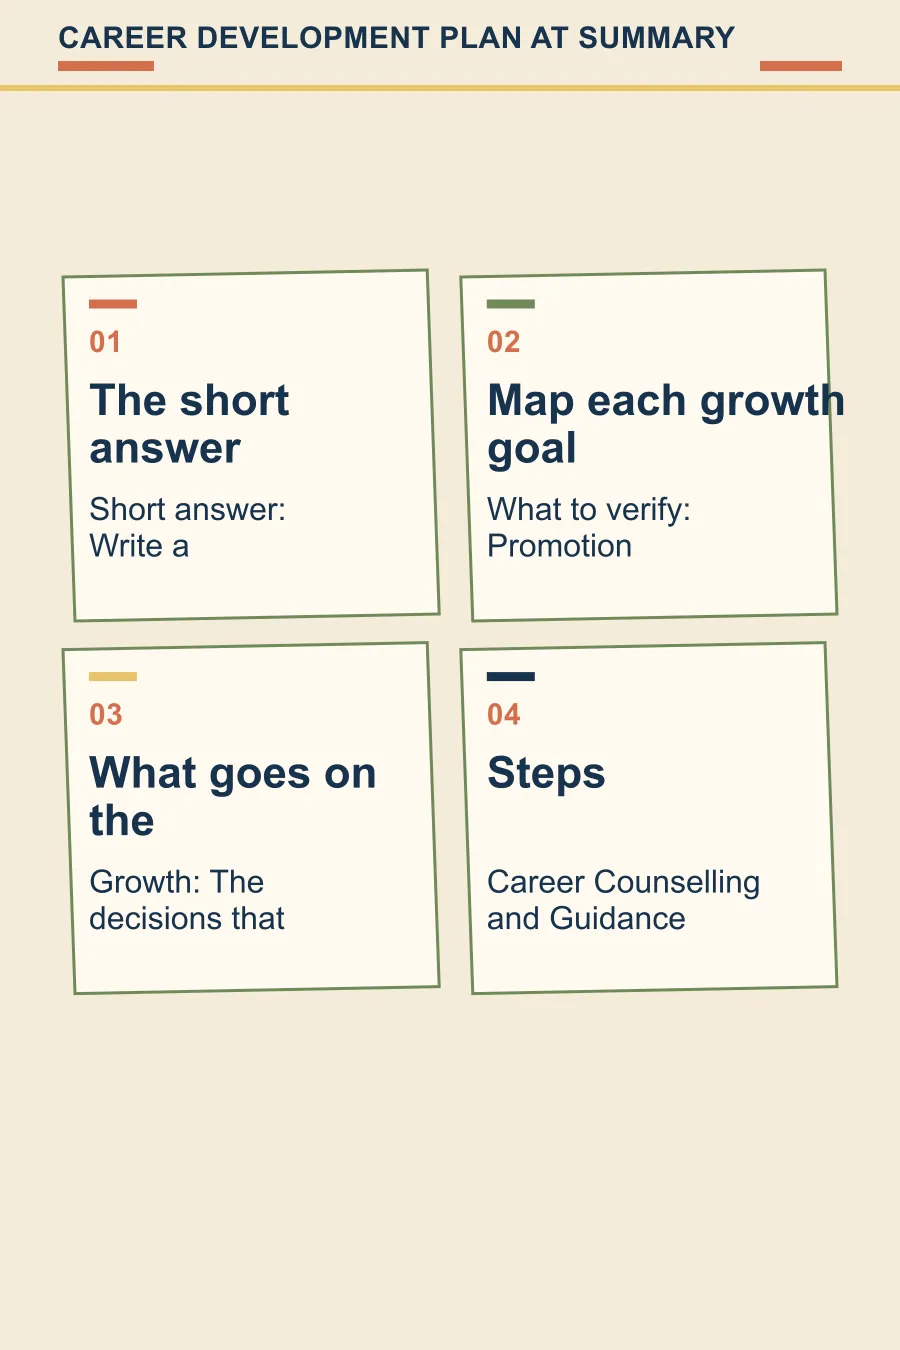 CAREER DEVELOPMENT PLAN AT SUMMARY
01
The short
answer
Short answer:
Write a
02
Map each growth
goal
What to verify:
Promotion
03
What goes on
the
Growth: The
decisions that
04
Steps
Career Counselling
and Guidance